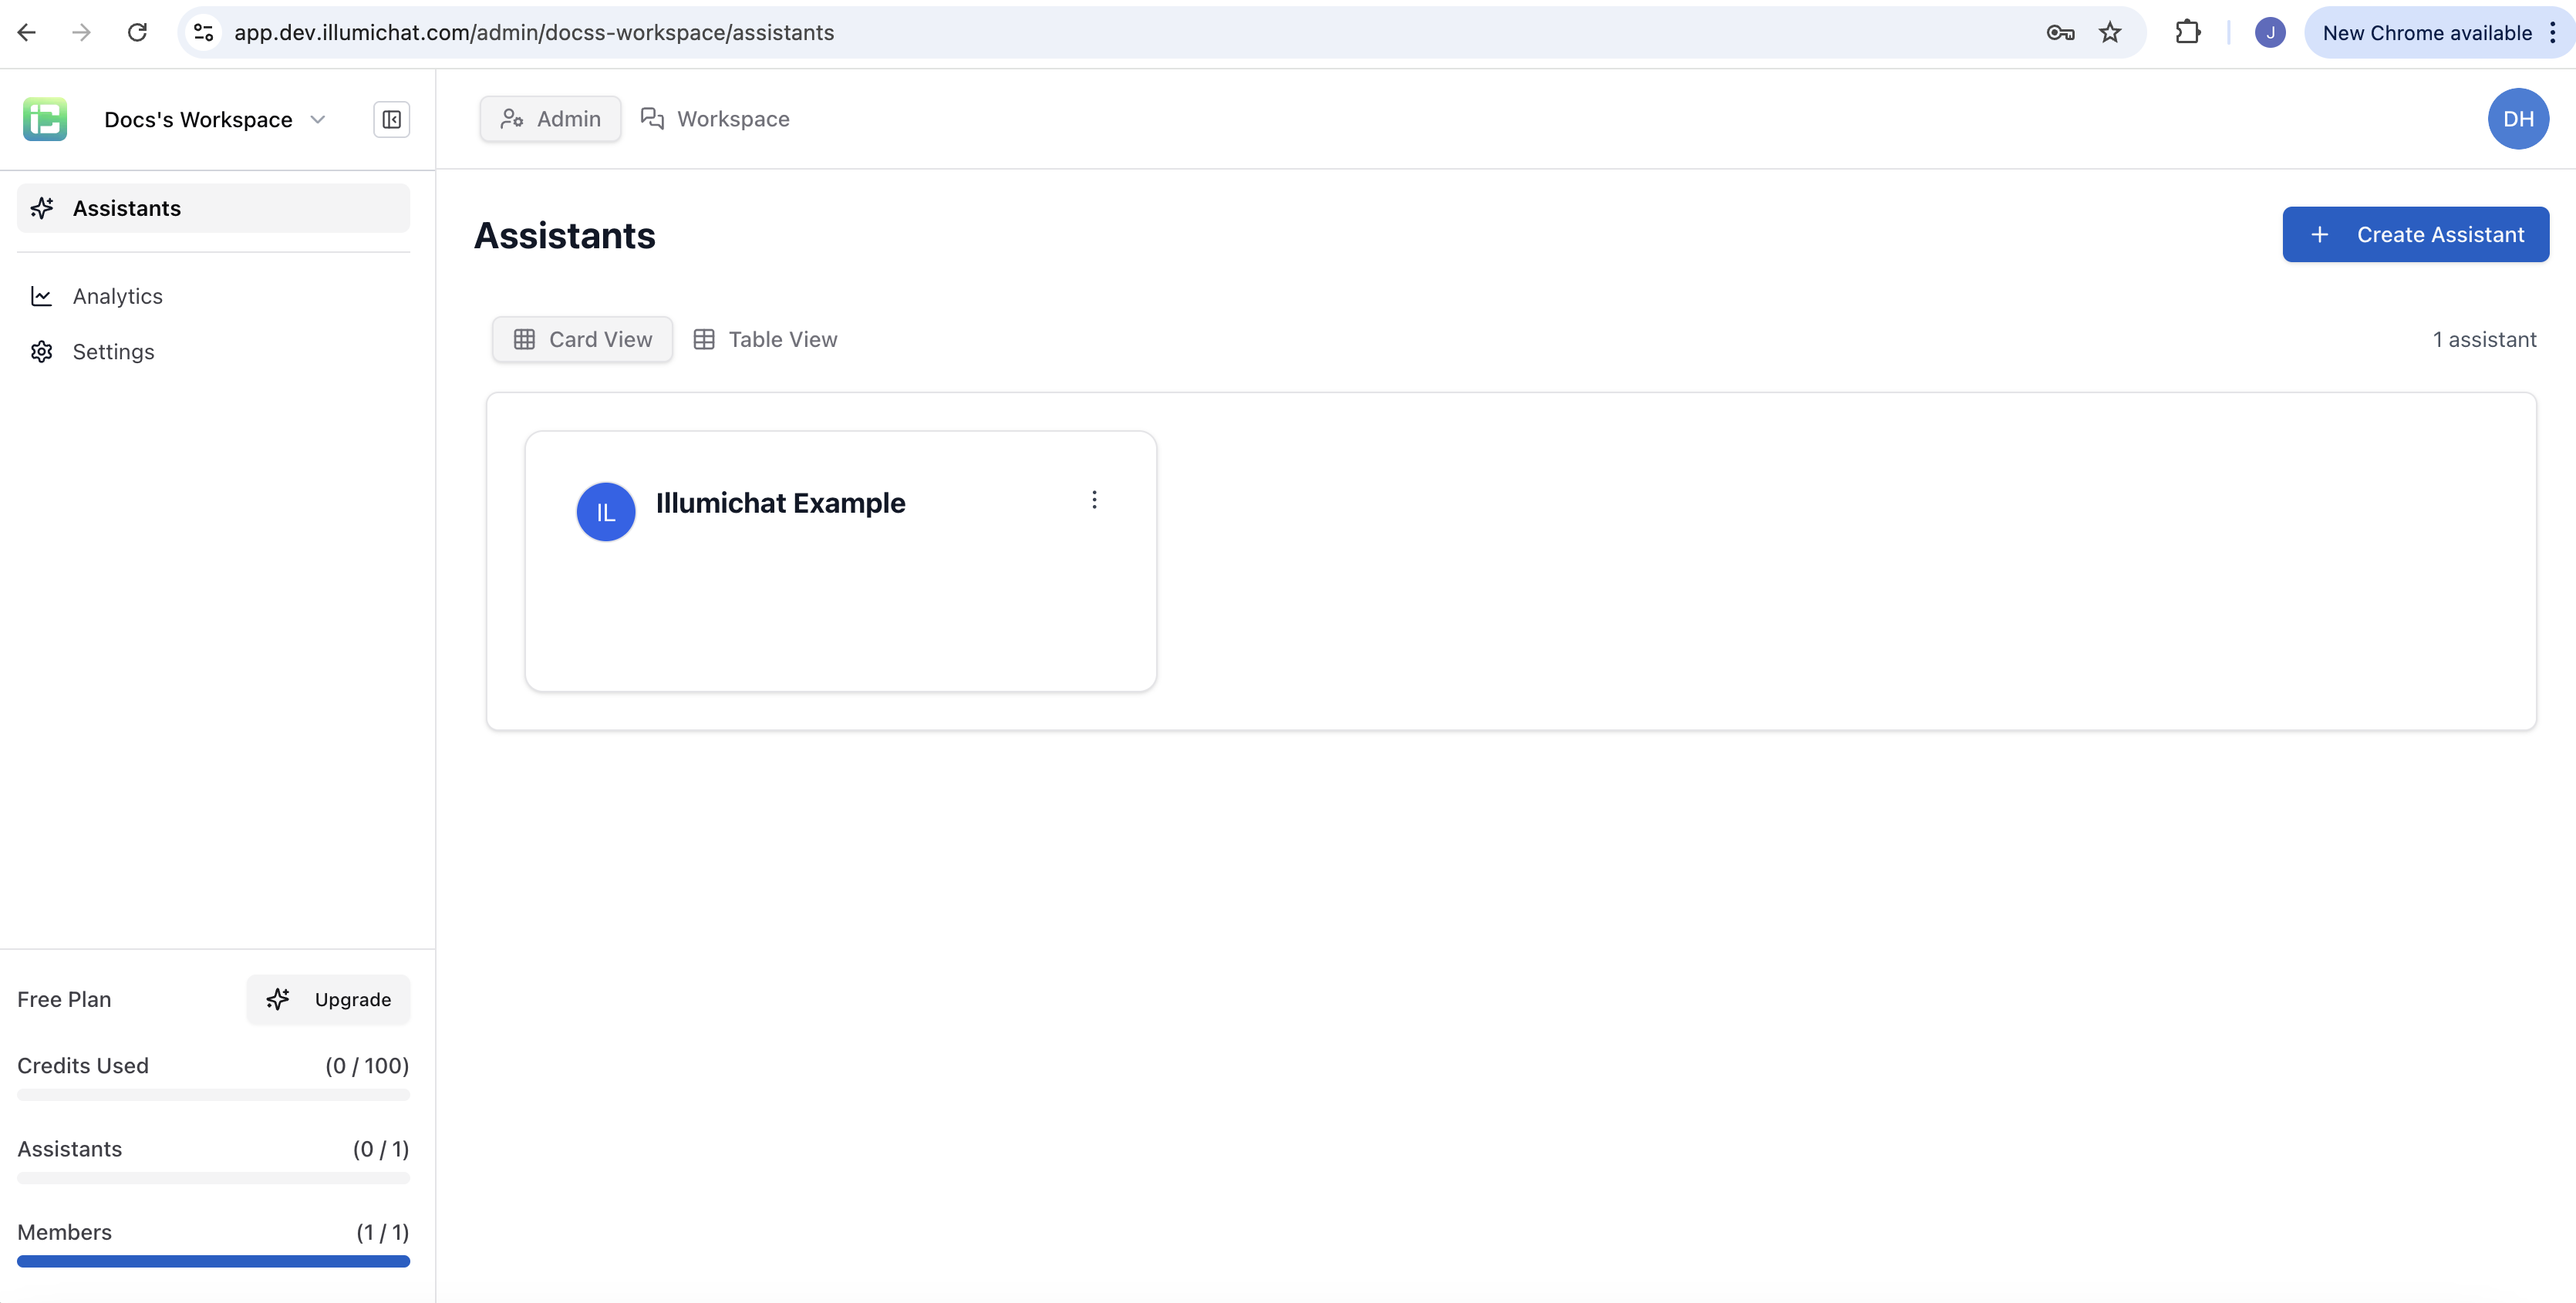 app.dev.illumichat.com/admin/docss-workspace/assistants
J
New Chrome available
Docs's Workspace
Admin
Workspace
DH
Assistants
Analytics
Settings
Assistants
Create Assistant
Card View
Table View
1 assistant
IL
Illumichat Example
Free Plan
Upgrade
Credits Used (0 / 100)
Assistants (0 / 1)
Members (1 / 1)